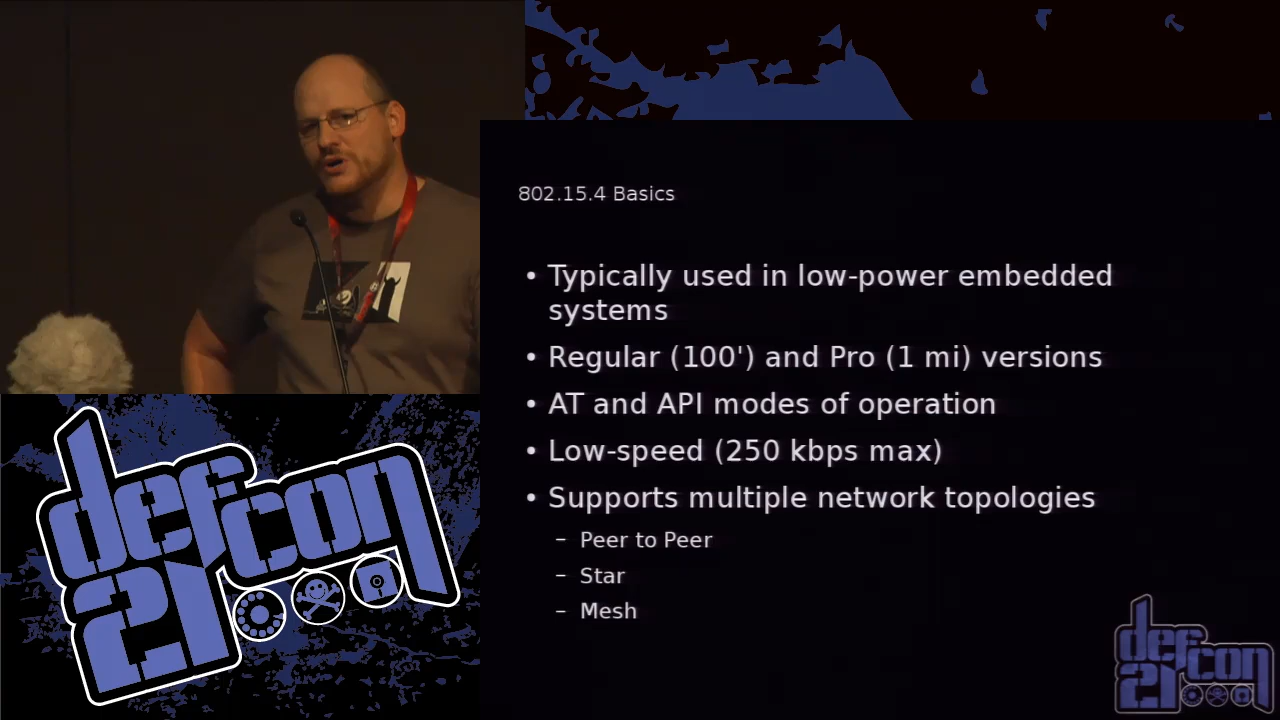 802.15.4 Basics
• Typically used in low-power embedded
systems
• Regular (100') and Pro (1 mi) versions
• AT and API modes of operation
• Low-speed (250 kbps max)
• Supports multiple network topologies
– Peer to Peer
– Star
– Mesh
defcon
21
defcon
21